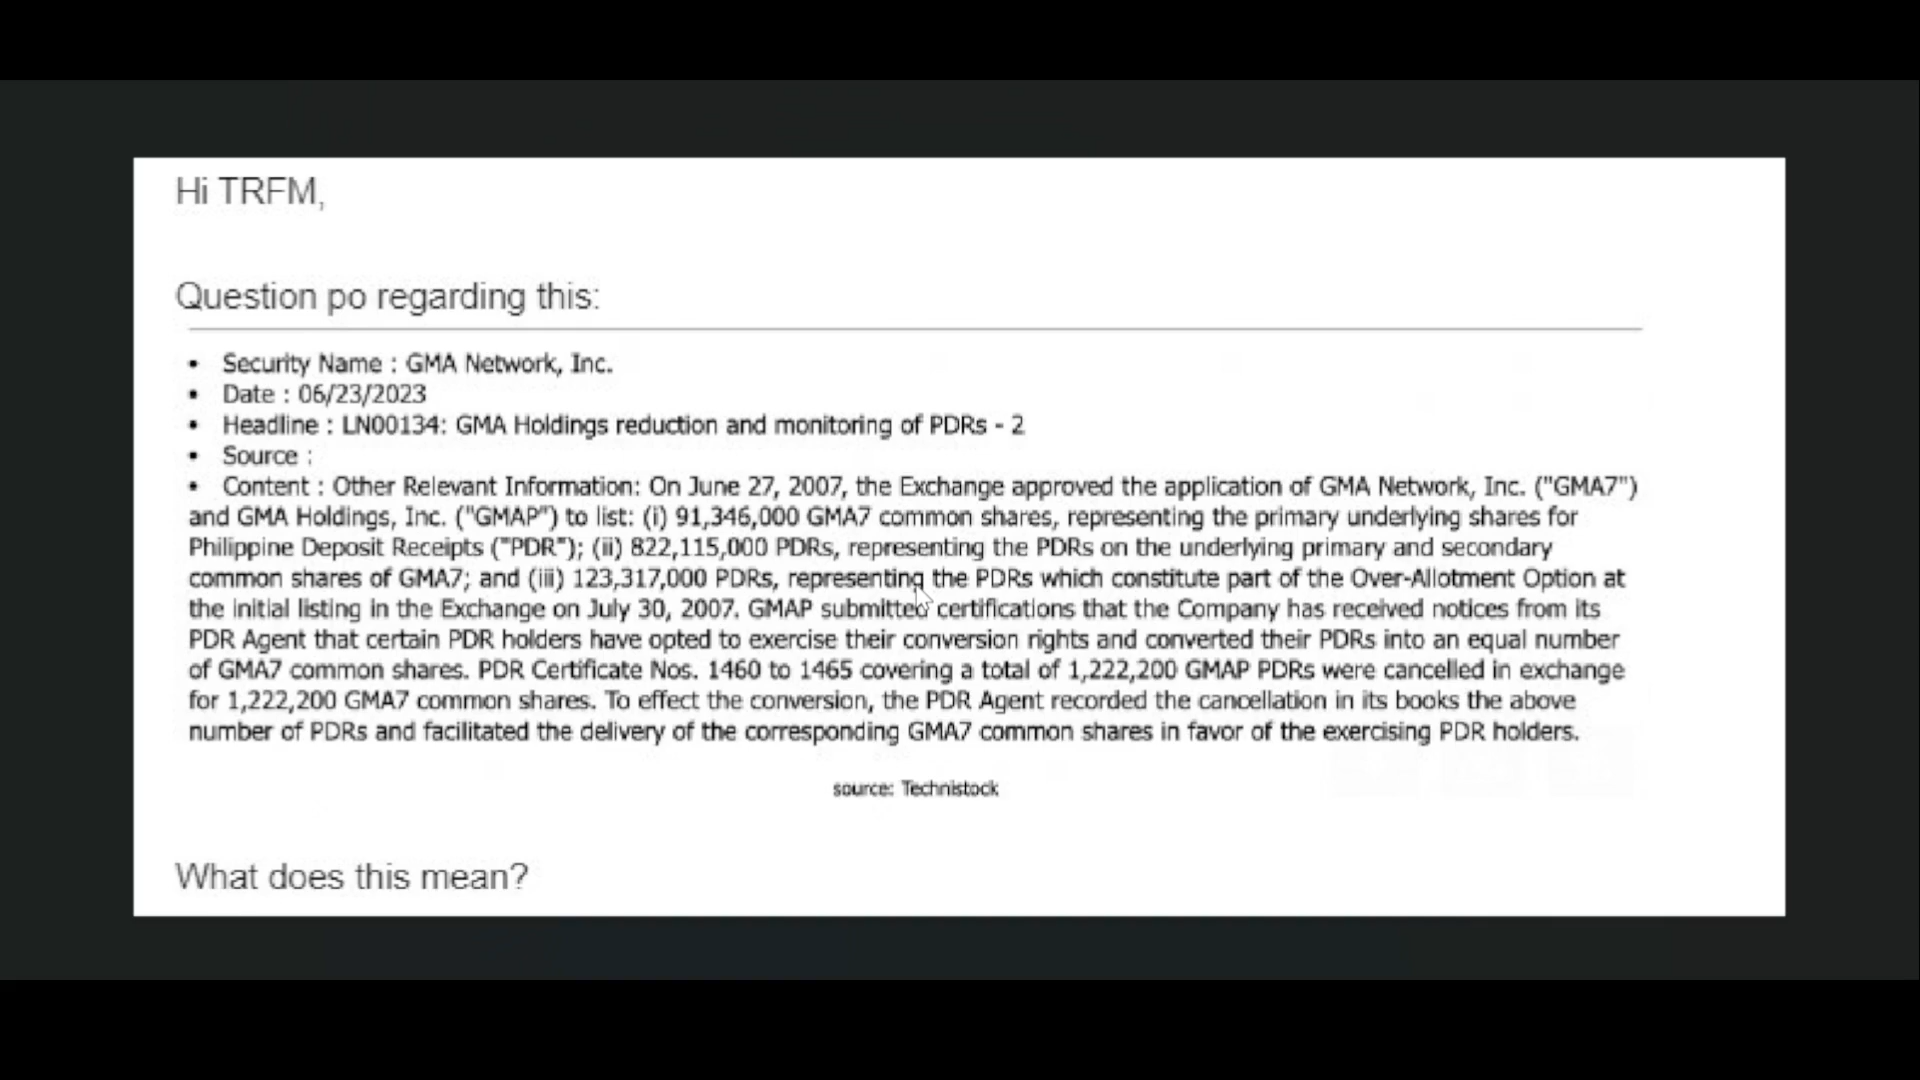 Hi TRFM,
Question po regarding this:
• Security Name : GMA Network, Inc.
• Date : 06/23/2023
• Headline : LN00134: GMA Holdings reduction and monitoring of PDRs - 2
• Source :
• Content : Other Relevant Information: On June 27, 2007, the Exchange approved the application of GMA Network, Inc. ("GMA7")
and GMA Holdings, Inc. ("GMAP") to list: (i) 91,346,000 GMA7 common shares, representing the primary underlying shares for
Philippine Deposit Receipts ("PDR"); (ii) 822,115,000 PDRs, representing the PDRs on the underlying primary and secondary
common shares of GMA7; and (iii) 123,317,000 PDRs, representing the PDRs which constitute part of the Over-Allotment Option at
the initial listing in the Exchange on July 30, 2007. GMAP submitted certifications that the Company has received notices from its
PDR Agent that certain PDR holders have opted to exercise their conversion rights and converted their PDRs into an equal number
of GMA7 common shares. PDR Certificate Nos. 1460 to 1465 covering a total of 1,222,200 GMAP PDRs were cancelled in exchange
for 1,222,200 GMA7 common shares. To effect the conversion, the PDR Agent recorded the cancellation in its books the above
number of PDRs and facilitated the delivery of the corresponding GMA7 common shares in favor of the exercising PDR holders.
source: Technistock
What does this mean?